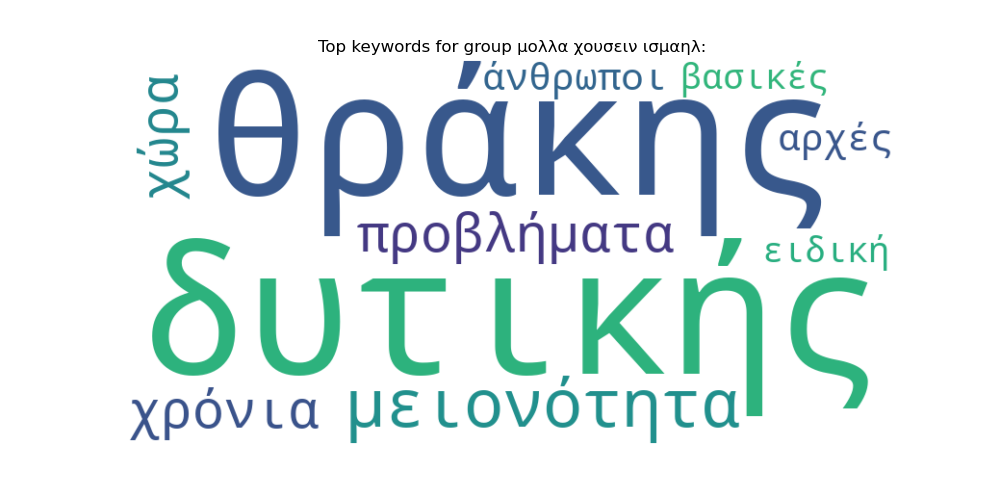 Top keywords for group μολλα χουσειν ισμαηλ:
άνθρωποι
βασικές
χώρα
θράκης
αρχές
προβλήματα
ειδική
δυτικής
χρόνια
μειονότητα